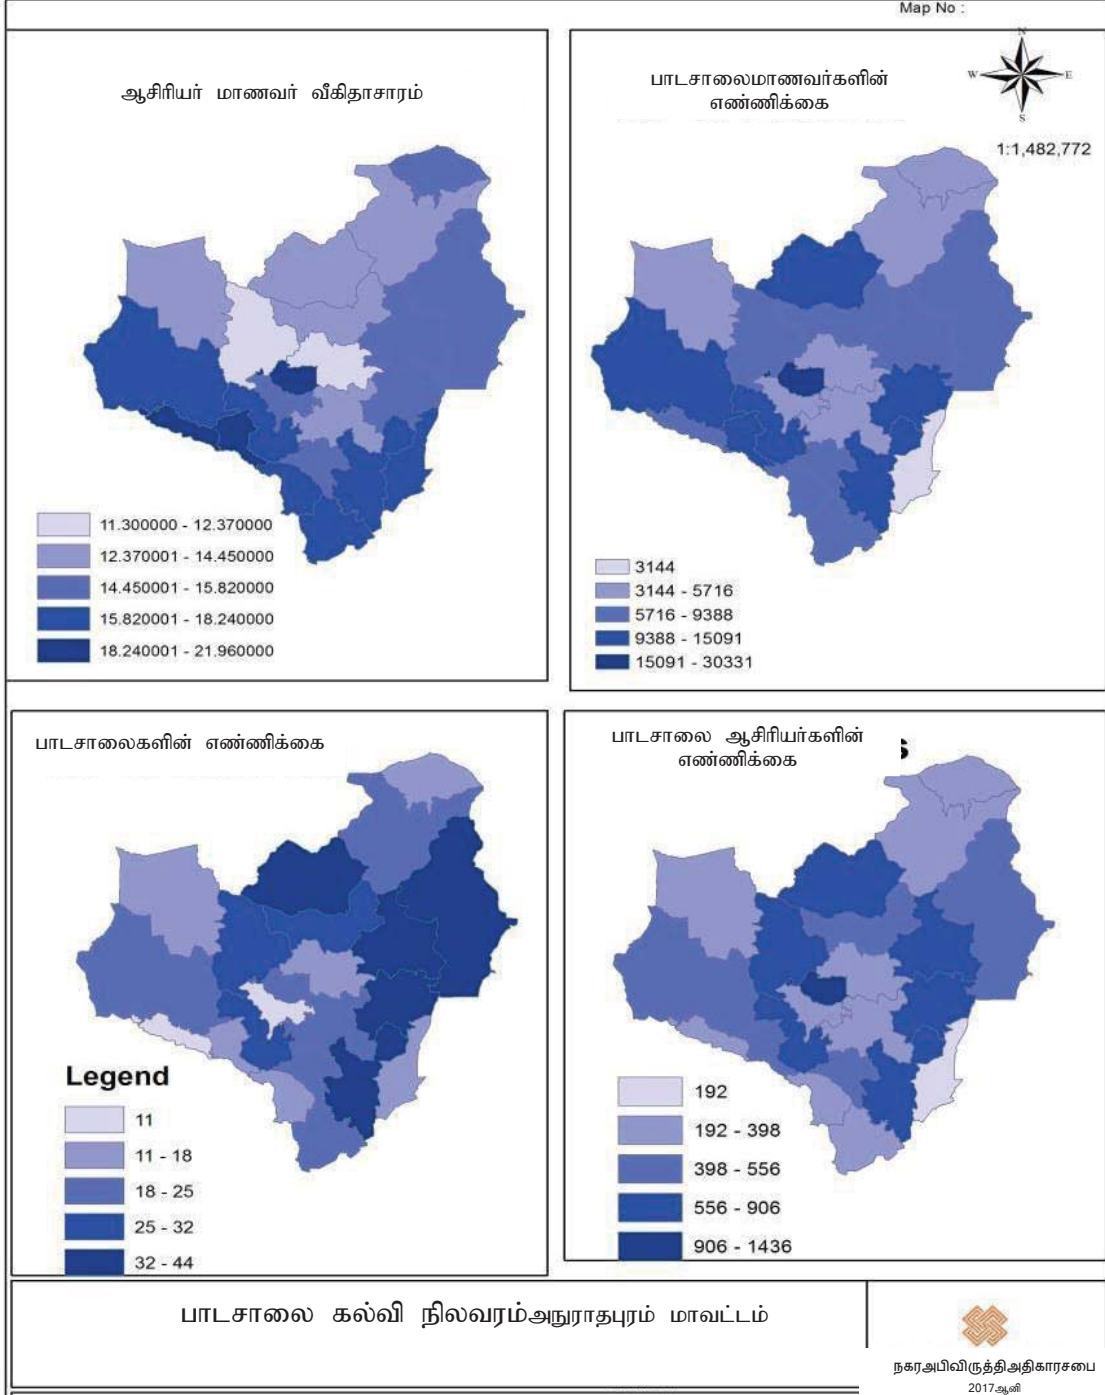 Map No :
ஆசிரியர் மாணவர் வீகிதாசாரம்
பாடசாலைமாணவர்களின்
எண்ணிக்கை
N
W
E
S
1:1,482,772
11.300000 - 12.370000
12.370001 - 14.450000
14.450001 - 15.820000
15.820001 - 18.240000
18.240001 - 21.960000
3144
3144 - 5716
5716 - 9388
9388 - 15091
15091 - 30331
பாடசாலைகளின் எண்ணிக்கை
பாடசாலை ஆசிரியர்களின்
எண்ணிக்கை
Legend
11
11 - 18
18 - 25
25 - 32
32 - 44
192
192 - 398
398 - 556
556 - 906
906 - 1436
பாடசாலை கல்வி நிலவரம்அநுராதபுரம் மாவட்டம்
நகரஅபிவிருத்திஅதிகாரசபை
2017ஆனி